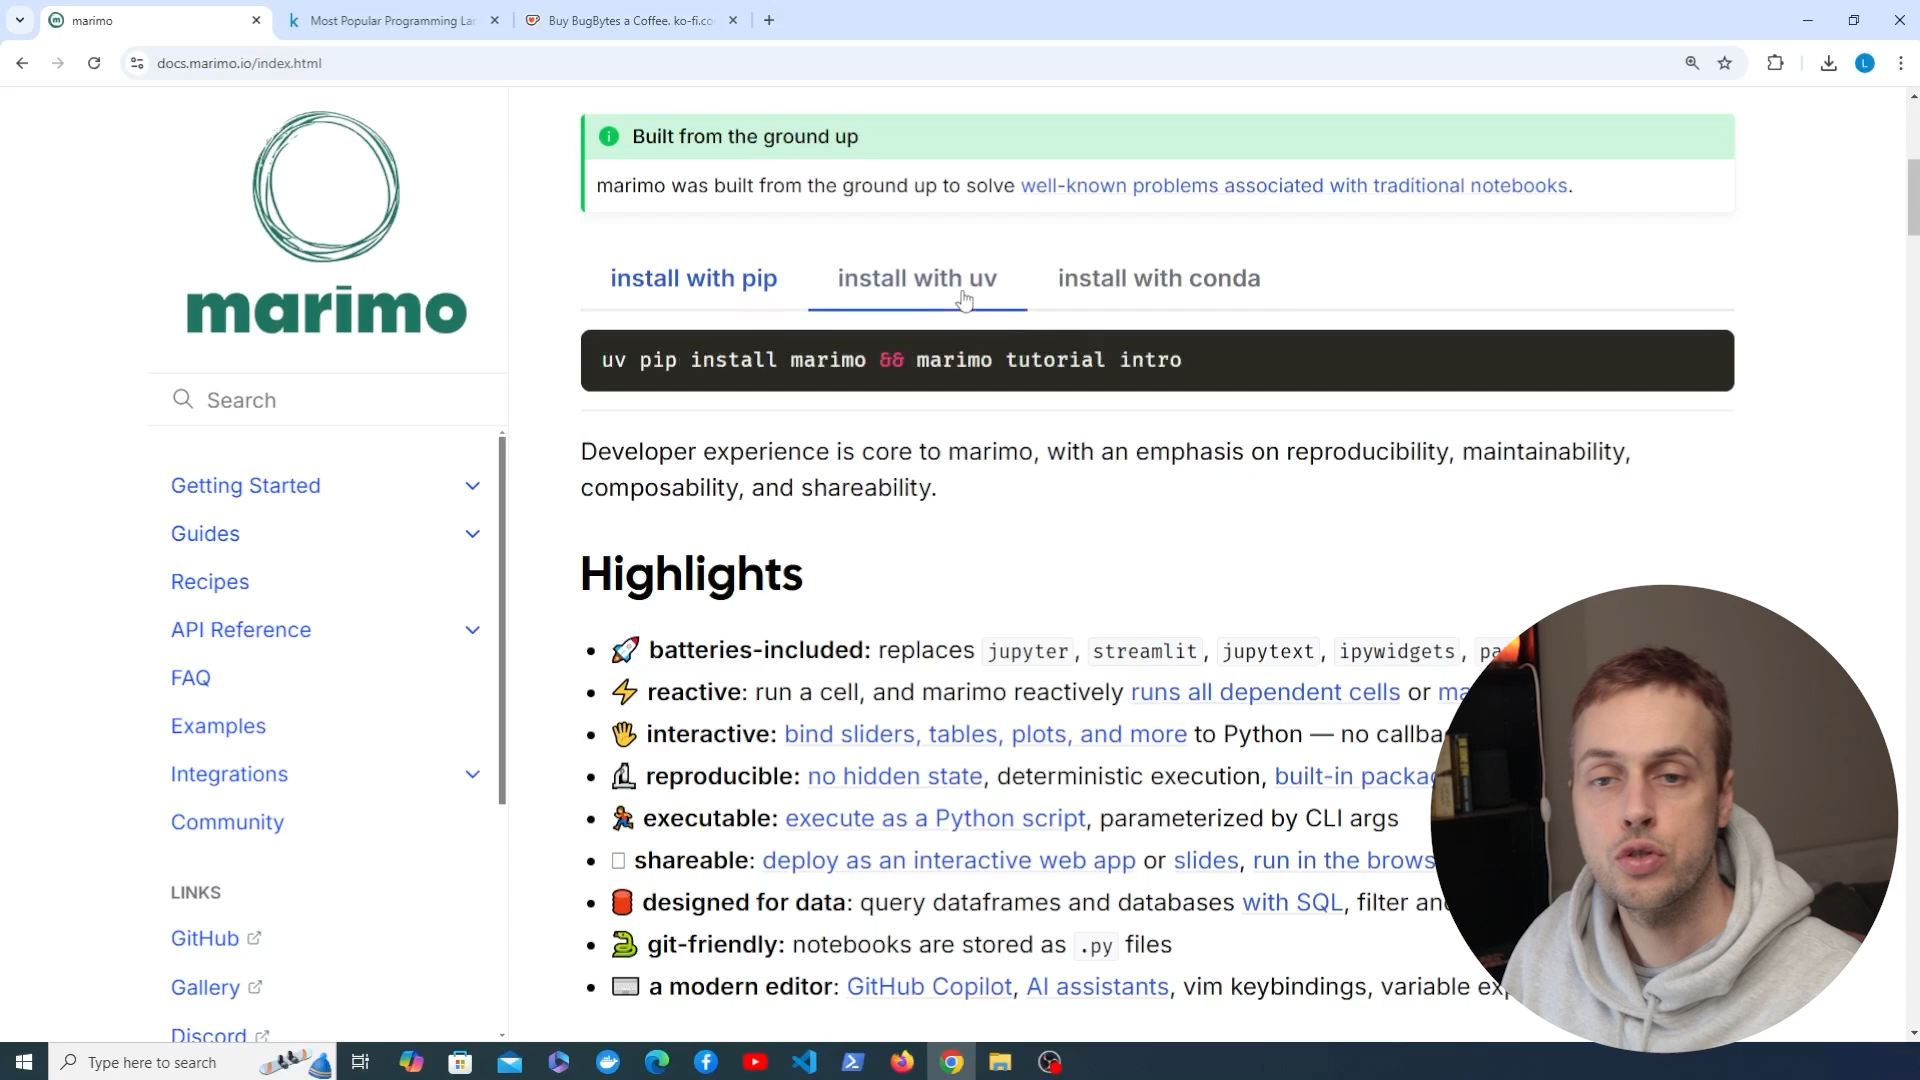 marimo
Most Popular Programming La
Buy BugBytes a Coffee. ko-fi.co
docs.marimo.io/index.html
L
marimo
Search
Getting Started
Guides
Recipes
API Reference
FAQ
Examples
Integrations
Community
LINKS
GitHub
Gallery
Discord
Built from the ground up
marimo was built from the ground up to solve well-known problems associated with traditional notebooks.
install with pip install with uv install with conda
uv pip install marimo && marimo tutorial intro
Developer experience is core to marimo, with an emphasis on reproducibility, maintainability,
composability, and shareability.
Highlights
• 🚀 batteries-included: replaces jupyter, streamlit, jupytext, ipywidgets, pa
• ⚡ reactive: run a cell, and marimo reactively runs all dependent cells or ma
• 🖐 interactive: bind sliders, tables, plots, and more to Python — no callba
• 🔬 reproducible: no hidden state, deterministic execution, built-in packag
• 🏃 executable: execute as a Python script, parameterized by CLI args
• shareable: deploy as an interactive web app or slides, run in the brows
• 🛢 designed for data: query dataframes and databases with SQL, filter an
• 🐍 git-friendly: notebooks are stored as .py files
• ⌨ a modern editor: GitHub Copilot, AI assistants, vim keybindings, variable ex
Type here to search